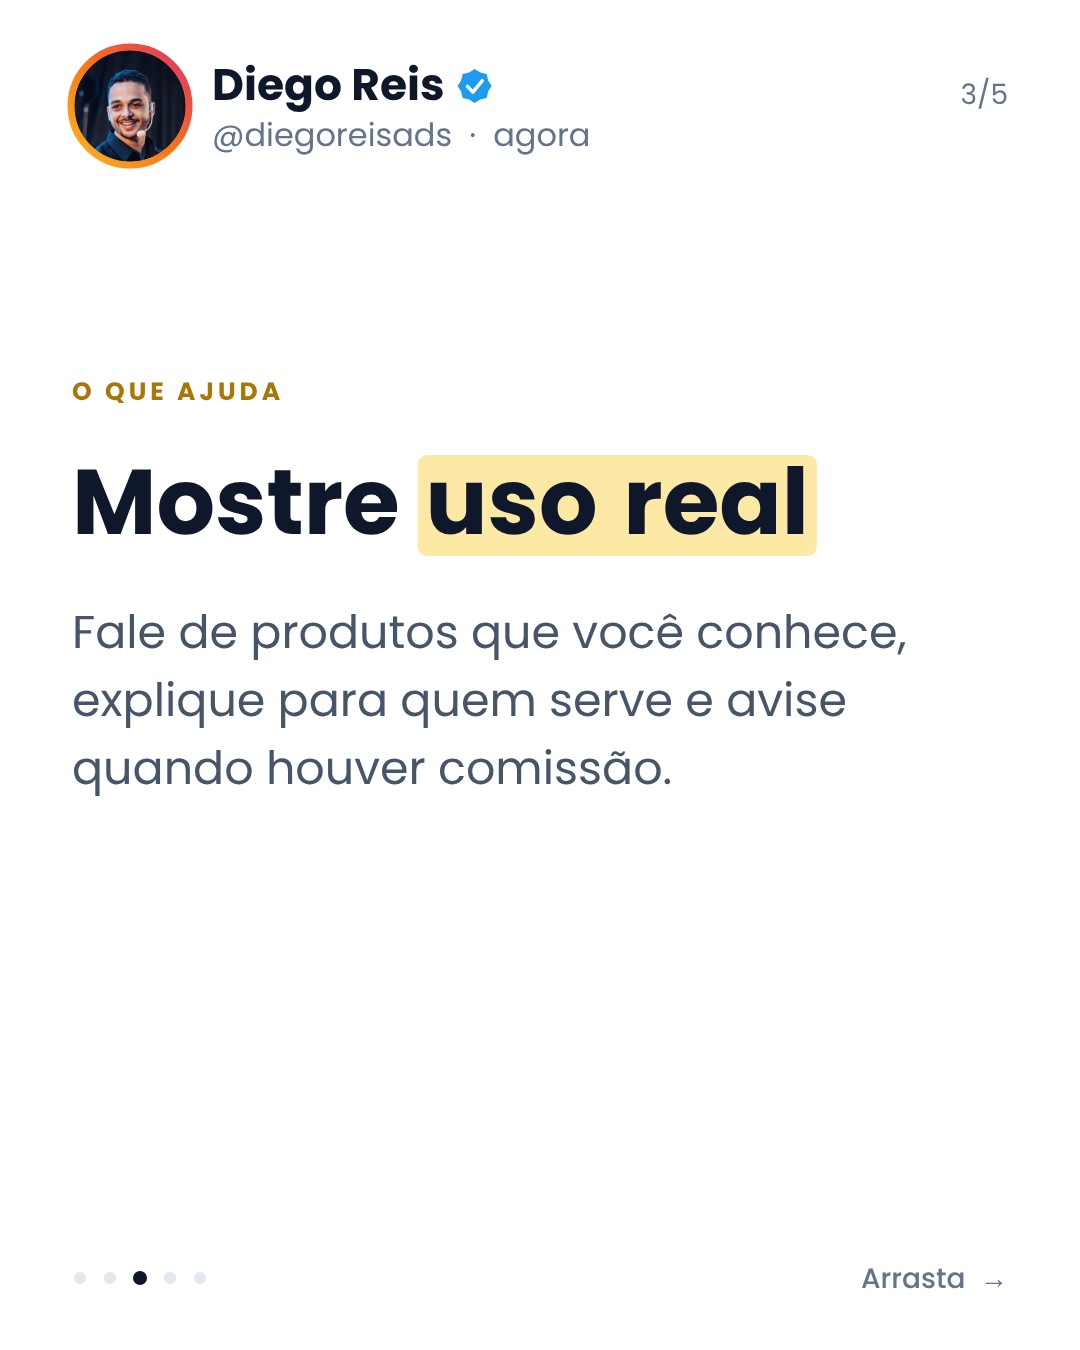 Diego Reis
@diegoreisads · agora
3/5
O QUE AJUDA
Mostre uso real
Fale de produtos que você conhece,
explique para quem serve e avise
quando houver comissão.
Arrasta →